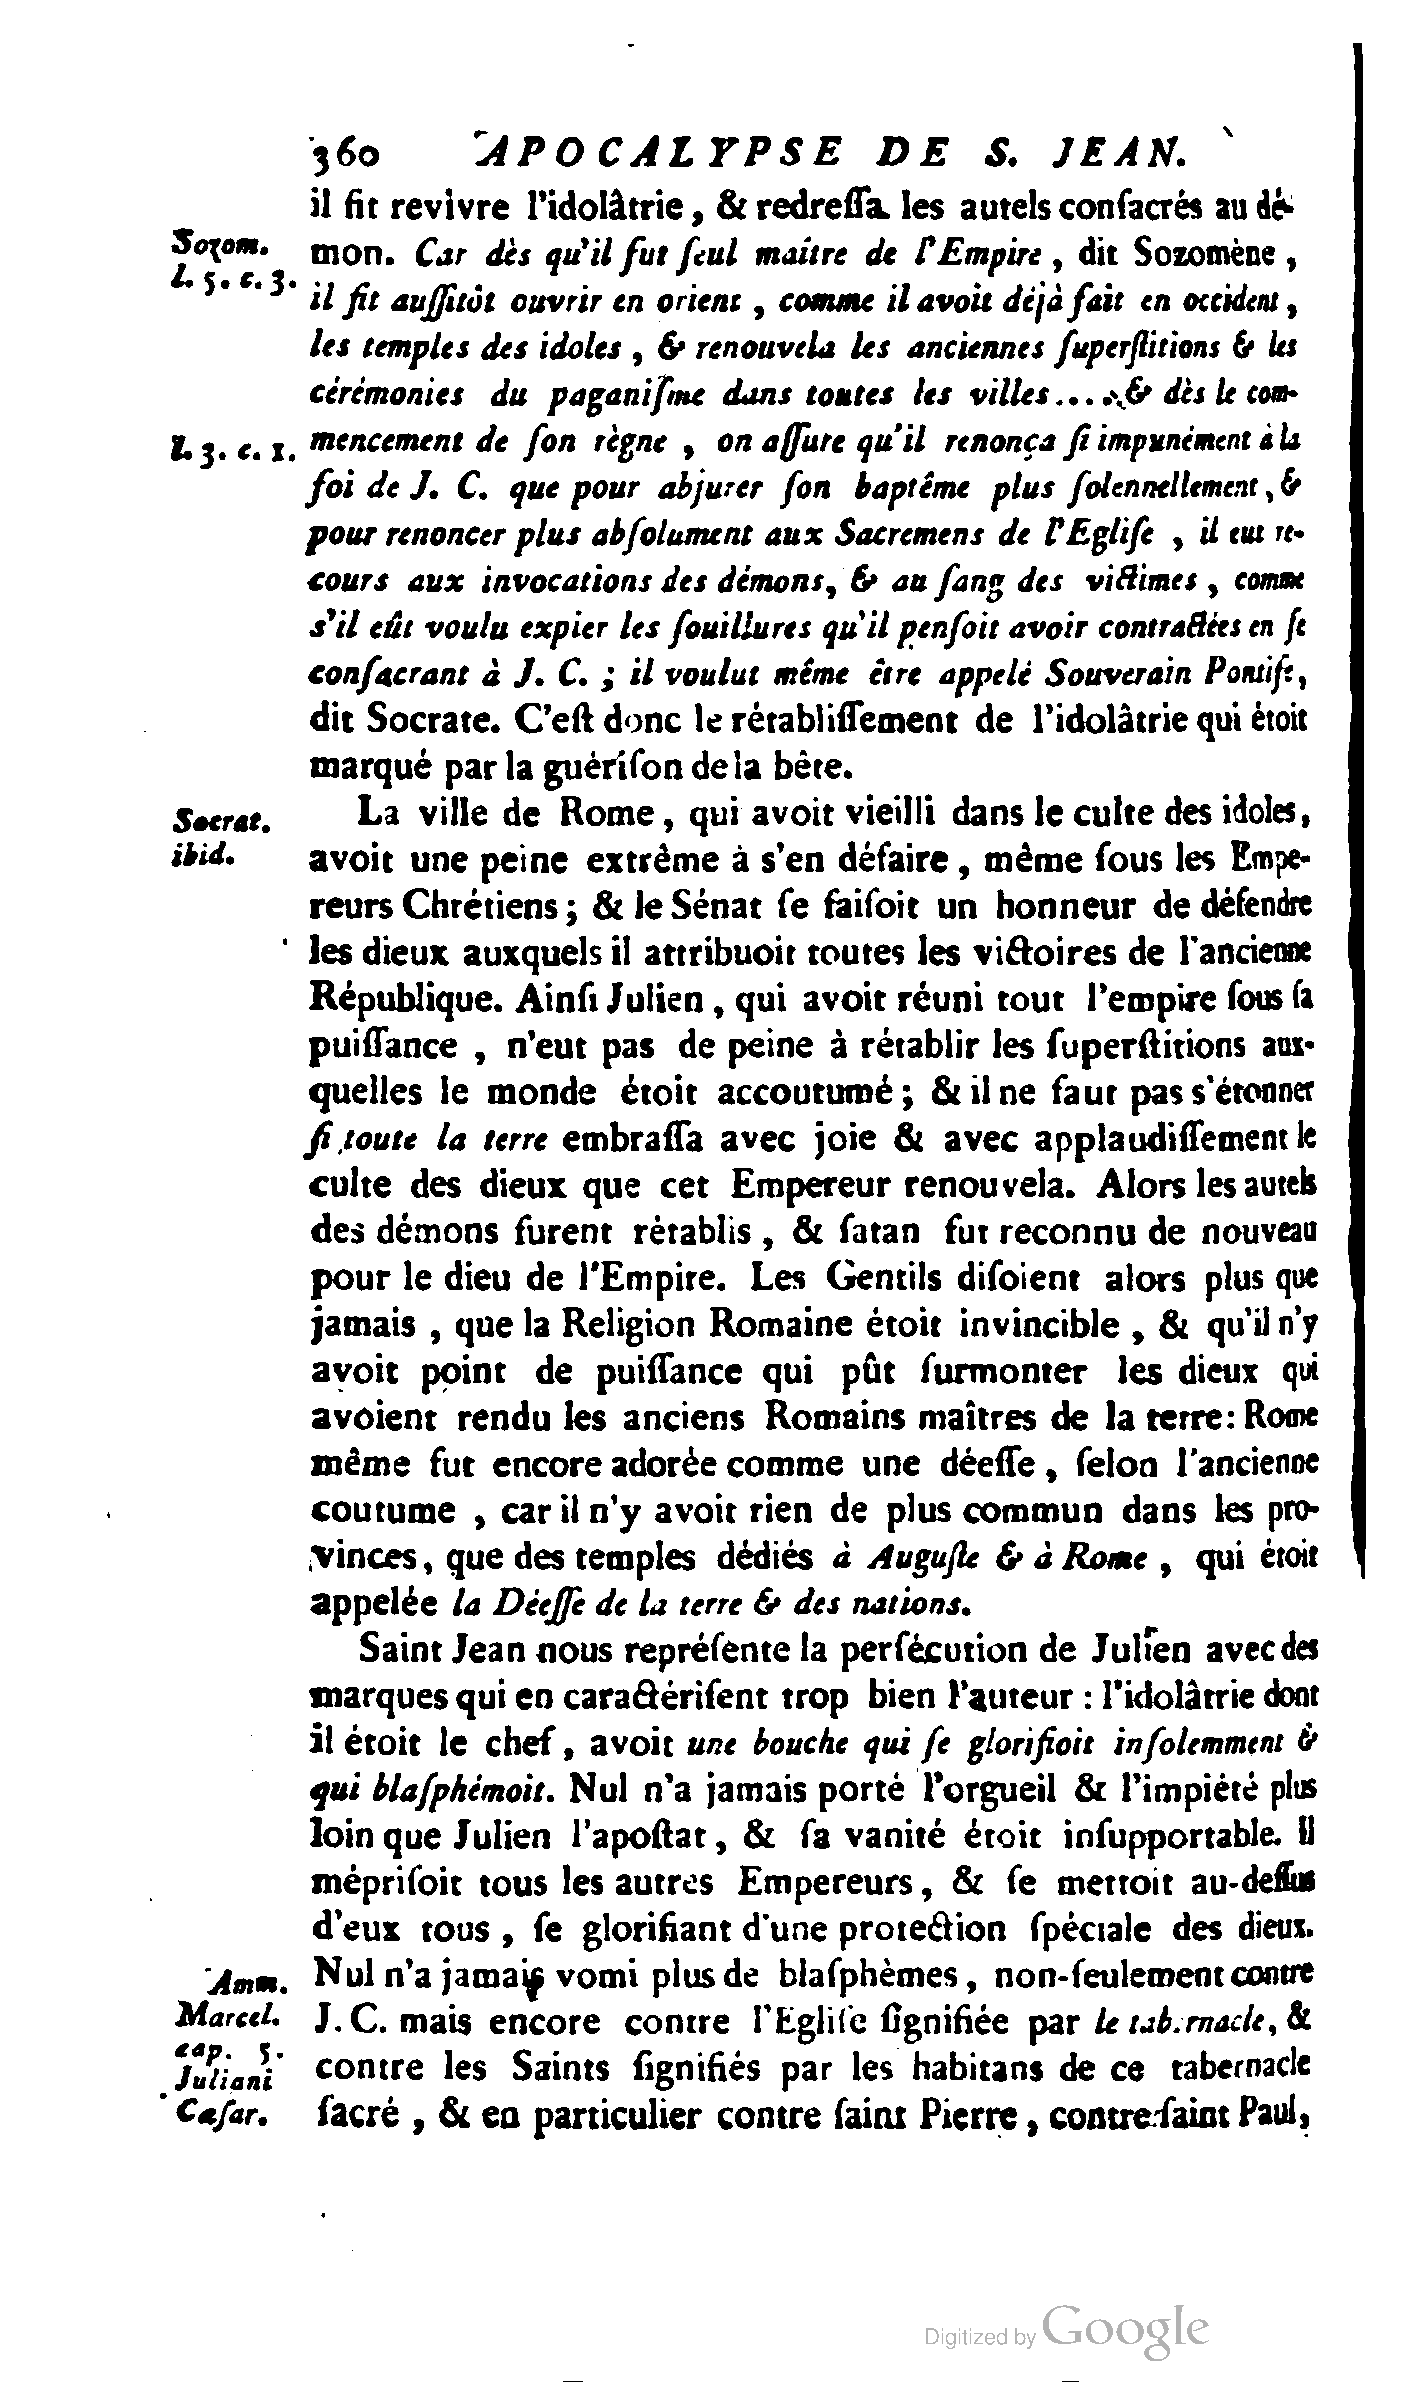 360 APOCALYPSE DE S. JEAN.
il fit revivre l'idolâtrie, & redreſſa les autels conſacrés au dé-
Sozom.
L. 5. c. 3.
mon. Car dès qu'il fut ſeul maître de l'Empire, dit Sozomène,
il fit auſſitôt ouvrir en orient, comme il avoit déjà fait en occident,
les temples des idoles, & renouvela les anciennes ſuperſtitions & les
cérémonies du paganiſme dans toutes les villes... & dès le com-
L. 3. c. 1.
mencement de ſon règne, on aſſure qu'il renonça ſi impunément à la
foi de J. C. que pour abjurer ſon baptême plus ſolennellement, &
pour renoncer plus abſolument aux Sacremens de l'Egliſe, il eut re-
cours aux invocations des démons, & au ſang des victimes, comme
s'il eût voulu expier les ſouillures qu'il penſoit avoir contractées en ſe
conſacrant à J. C. ; il voulut même être appelé Souverain Pontife,
dit Socrate. C'eſt donc le rétabliſſement de l'idolâtrie qui étoit
marqué par la guériſon de la bête.
Socrat.
ibid.
La ville de Rome, qui avoit vieilli dans le culte des idoles,
avoit une peine extrême à s'en défaire, même ſous les Empe-
reurs Chrétiens ; & le Sénat ſe faiſoit un honneur de défendre
les dieux auxquels il attribuoit toutes les victoires de l'ancienne
République. Ainſi Julien, qui avoit réuni tout l'empire ſous ſa
puiſſance, n'eut pas de peine à rétablir les ſuperſtitions aux-
quelles le monde étoit accoutumé ; & il ne faut pas s'étonner
ſi toute la terre embraſſa avec joie & avec applaudiſſement le
culte des dieux que cet Empereur renouvela. Alors les autels
des démons furent rétablis, & ſatan fut reconnu de nouveau
pour le dieu de l'Empire. Les Gentils diſoient alors plus que
jamais, que la Religion Romaine étoit invincible, & qu'il n'y
avoit point de puiſſance qui pût ſurmonter les dieux qui
avoient rendu les anciens Romains maîtres de la terre: Rome
même fut encore adorée comme une déeſſe, ſelon l'ancienne
coutume, car il n'y avoit rien de plus commun dans les pro-
vinces, que des temples dédiés à Auguſte & à Rome, qui étoit
appelée la Déeſſe de la terre & des nations.
Saint Jean nous repréſente la perſécution de Julien avec des
marques qui en caractériſent trop bien l'auteur : l'idolâtrie dont
il étoit le chef, avoit une bouche qui ſe glorifioit inſolemment &
qui blaſphémoit. Nul n'a jamais porté l'orgueil & l'impiété plus
loin que Julien l'apoſtat, & ſa vanité étoit inſupportable. Il
mépriſoit tous les autres Empereurs, & ſe mettoit au-deſſus
d'eux tous, ſe glorifiant d'une protection ſpéciale des dieux.
Amm.
Marcel.
cap. 5.
Juliani
Cæſar.
Nul n'a jamais vomi plus de blaſphèmes, non-ſeulement contre
J. C. mais encore contre l'Egliſe ſignifiée par le tabernacle, &
contre les Saints ſignifiés par les habitans de ce tabernacle
ſacré, & en particulier contre ſaint Pierre, contre ſaint Paul,
Digitized by Google